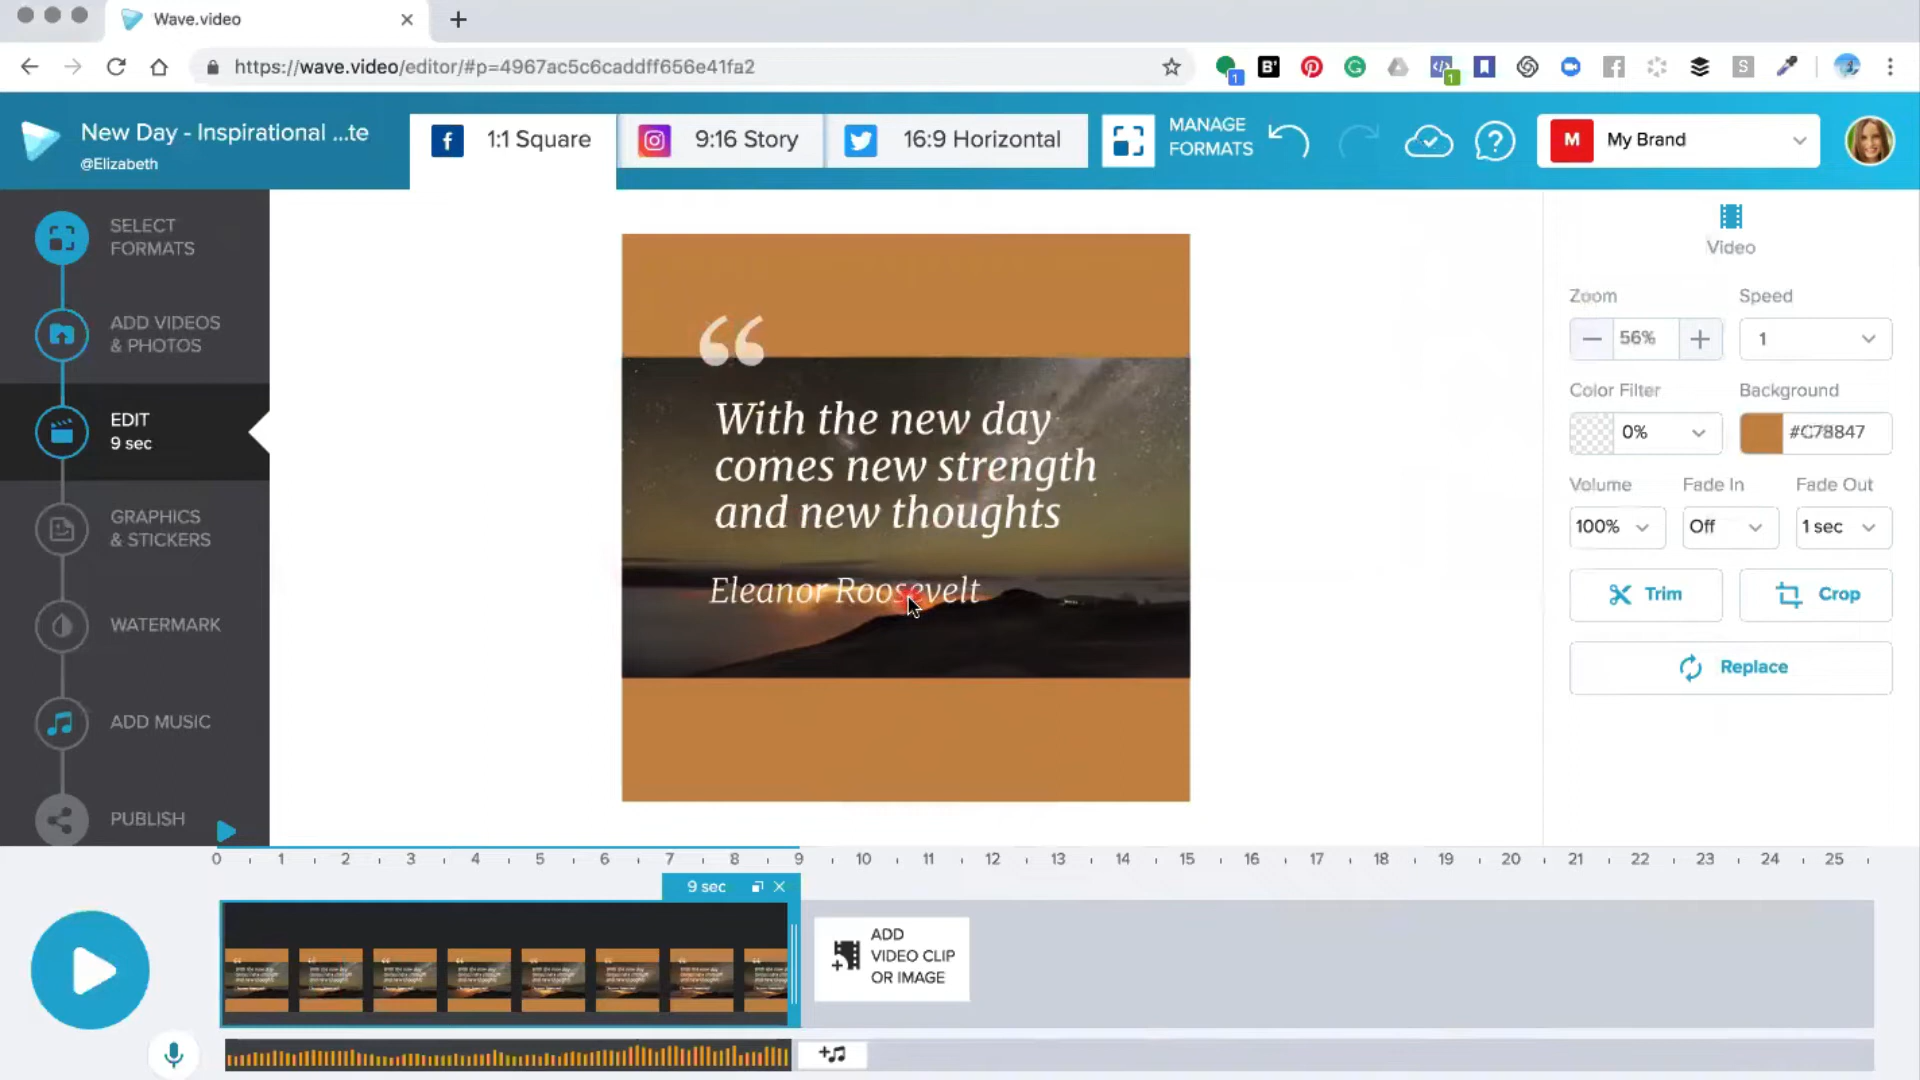 Wave.video
https://wave.video/editor/#p=4967ac5c6caddff656e41fa2
1
B'
1
S
New Day - Inspirational ...te
@Elizabeth
1:1 Square
9:16 Story
16:9 Horizontal
MANAGE
FORMATS
M
My Brand
SELECT
FORMATS
ADD VIDEOS
& PHOTOS
EDIT
9 sec
GRAPHICS
& STICKERS
WATERMARK
ADD MUSIC
PUBLISH
“
With the new day
comes new strength
and new thoughts
Eleanor Roosevelt
Video
Zoom
Speed
56%
1
Color Filter
Background
0%
#C78847
Volume
Fade In
Fade Out
100%
Off
1 sec
Trim
Crop
Replace
0 1 2 3 4 5 6 7 8 9 10 11 12 13 14 15 16 17 18 19 20 21 22 23 24 25
9 sec
ADD
VIDEO CLIP
OR IMAGE